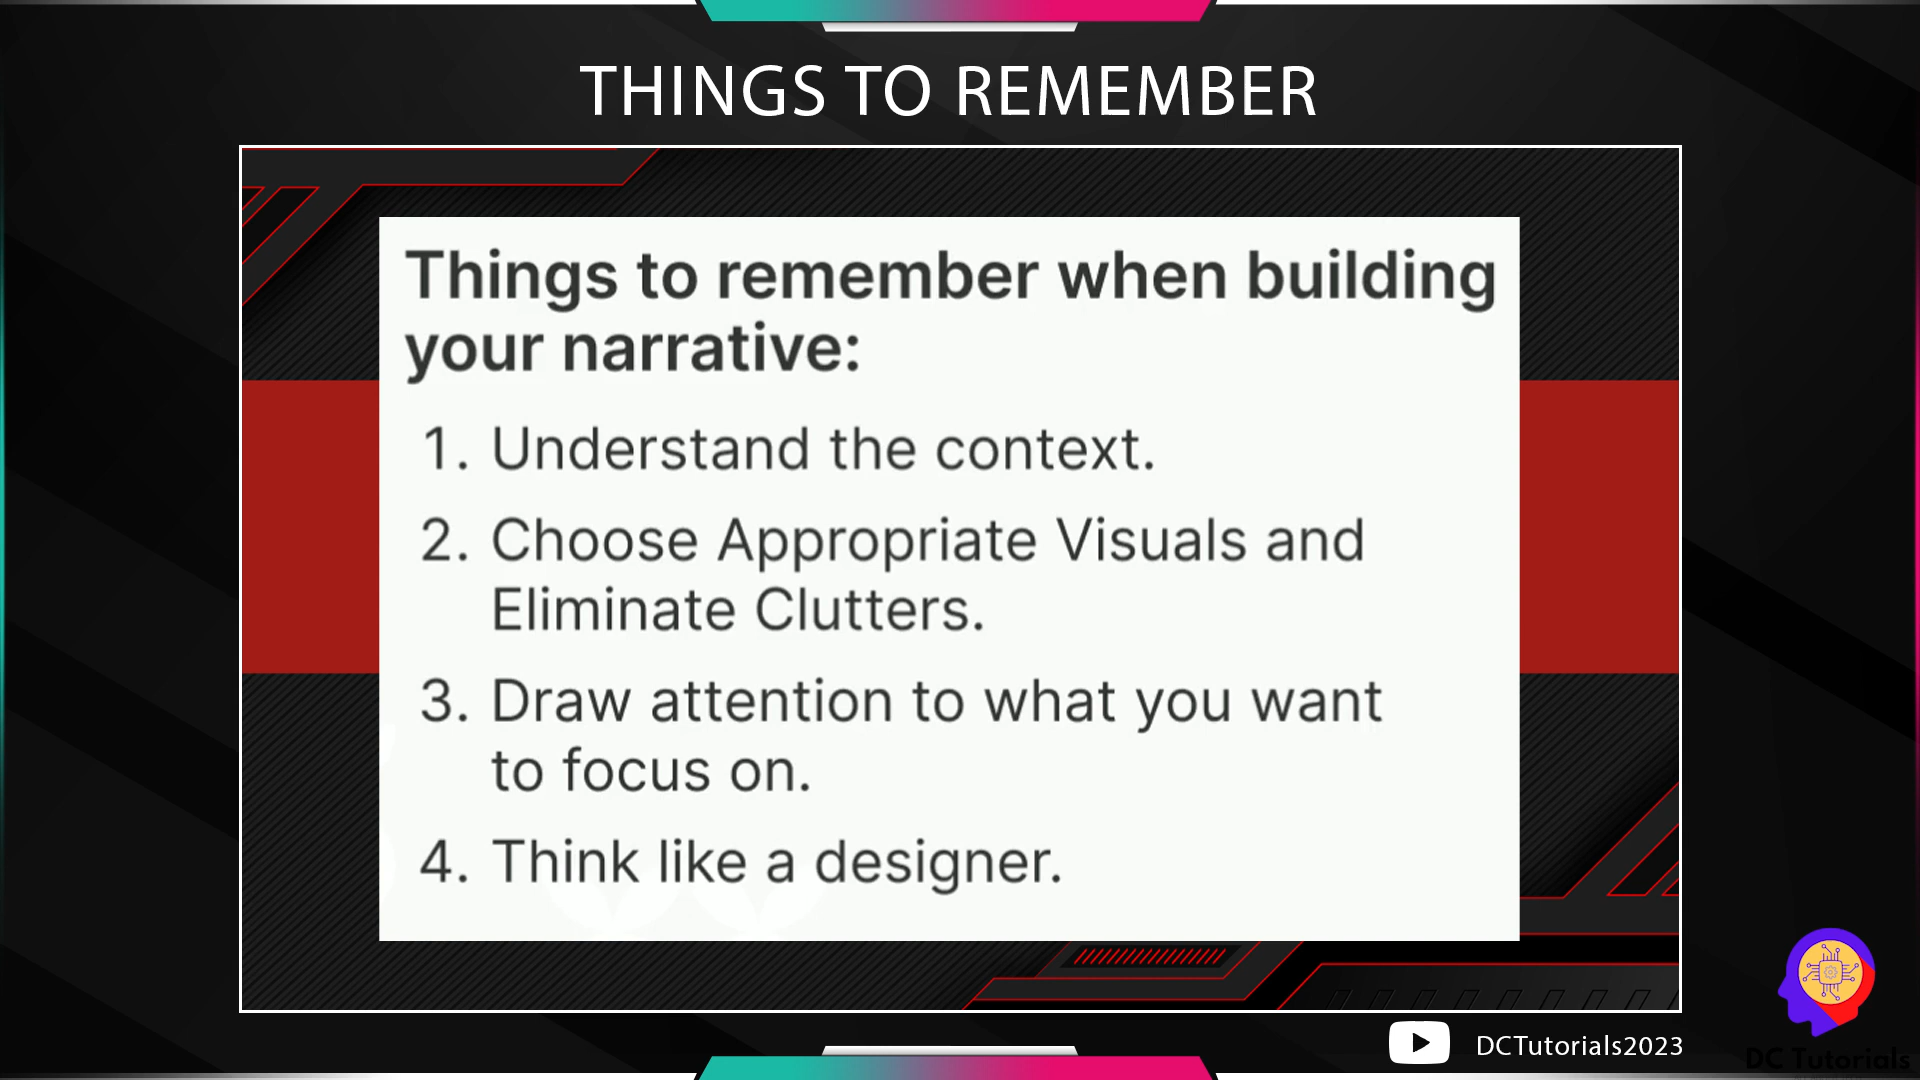 THINGS TO REMEMBER
Things to remember when building
your narrative:
1. Understand the context.
2. Choose Appropriate Visuals and
Eliminate Clutters.
3. Draw attention to what you want
to focus on.
4. Think like a designer.
DCTutorials2023
DC Tutorials